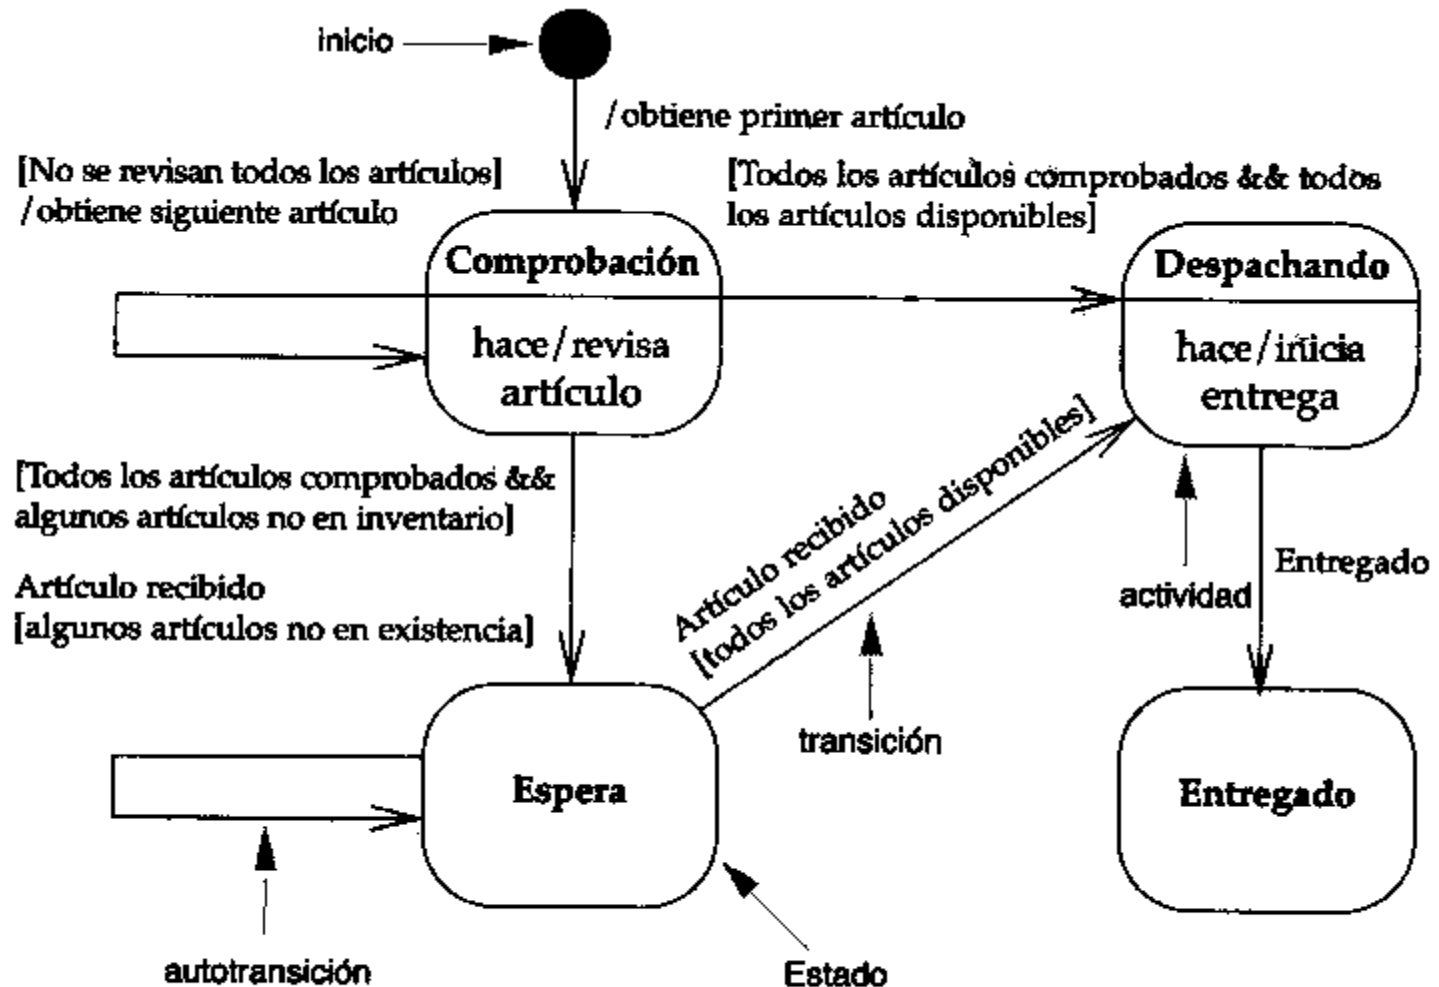 inicio
/obtiene primer artículo
[No se revisan todos los artículos]
/obtiene siguiente artículo
[Todos los artículos comprobados && todos
los artículos disponibles]
Comprobación
hace/revisa
artículo
Despachando
hace/inicia
entrega
[Todos los artículos comprobados &&
algunos artículos no en inventario]
Artículo recibido
[algunos artículos no en existencia]
Artículo recibido
[todos los artículos disponibles]
transición
actividad
Entregado
Espera
Entregado
autotransición
Estado